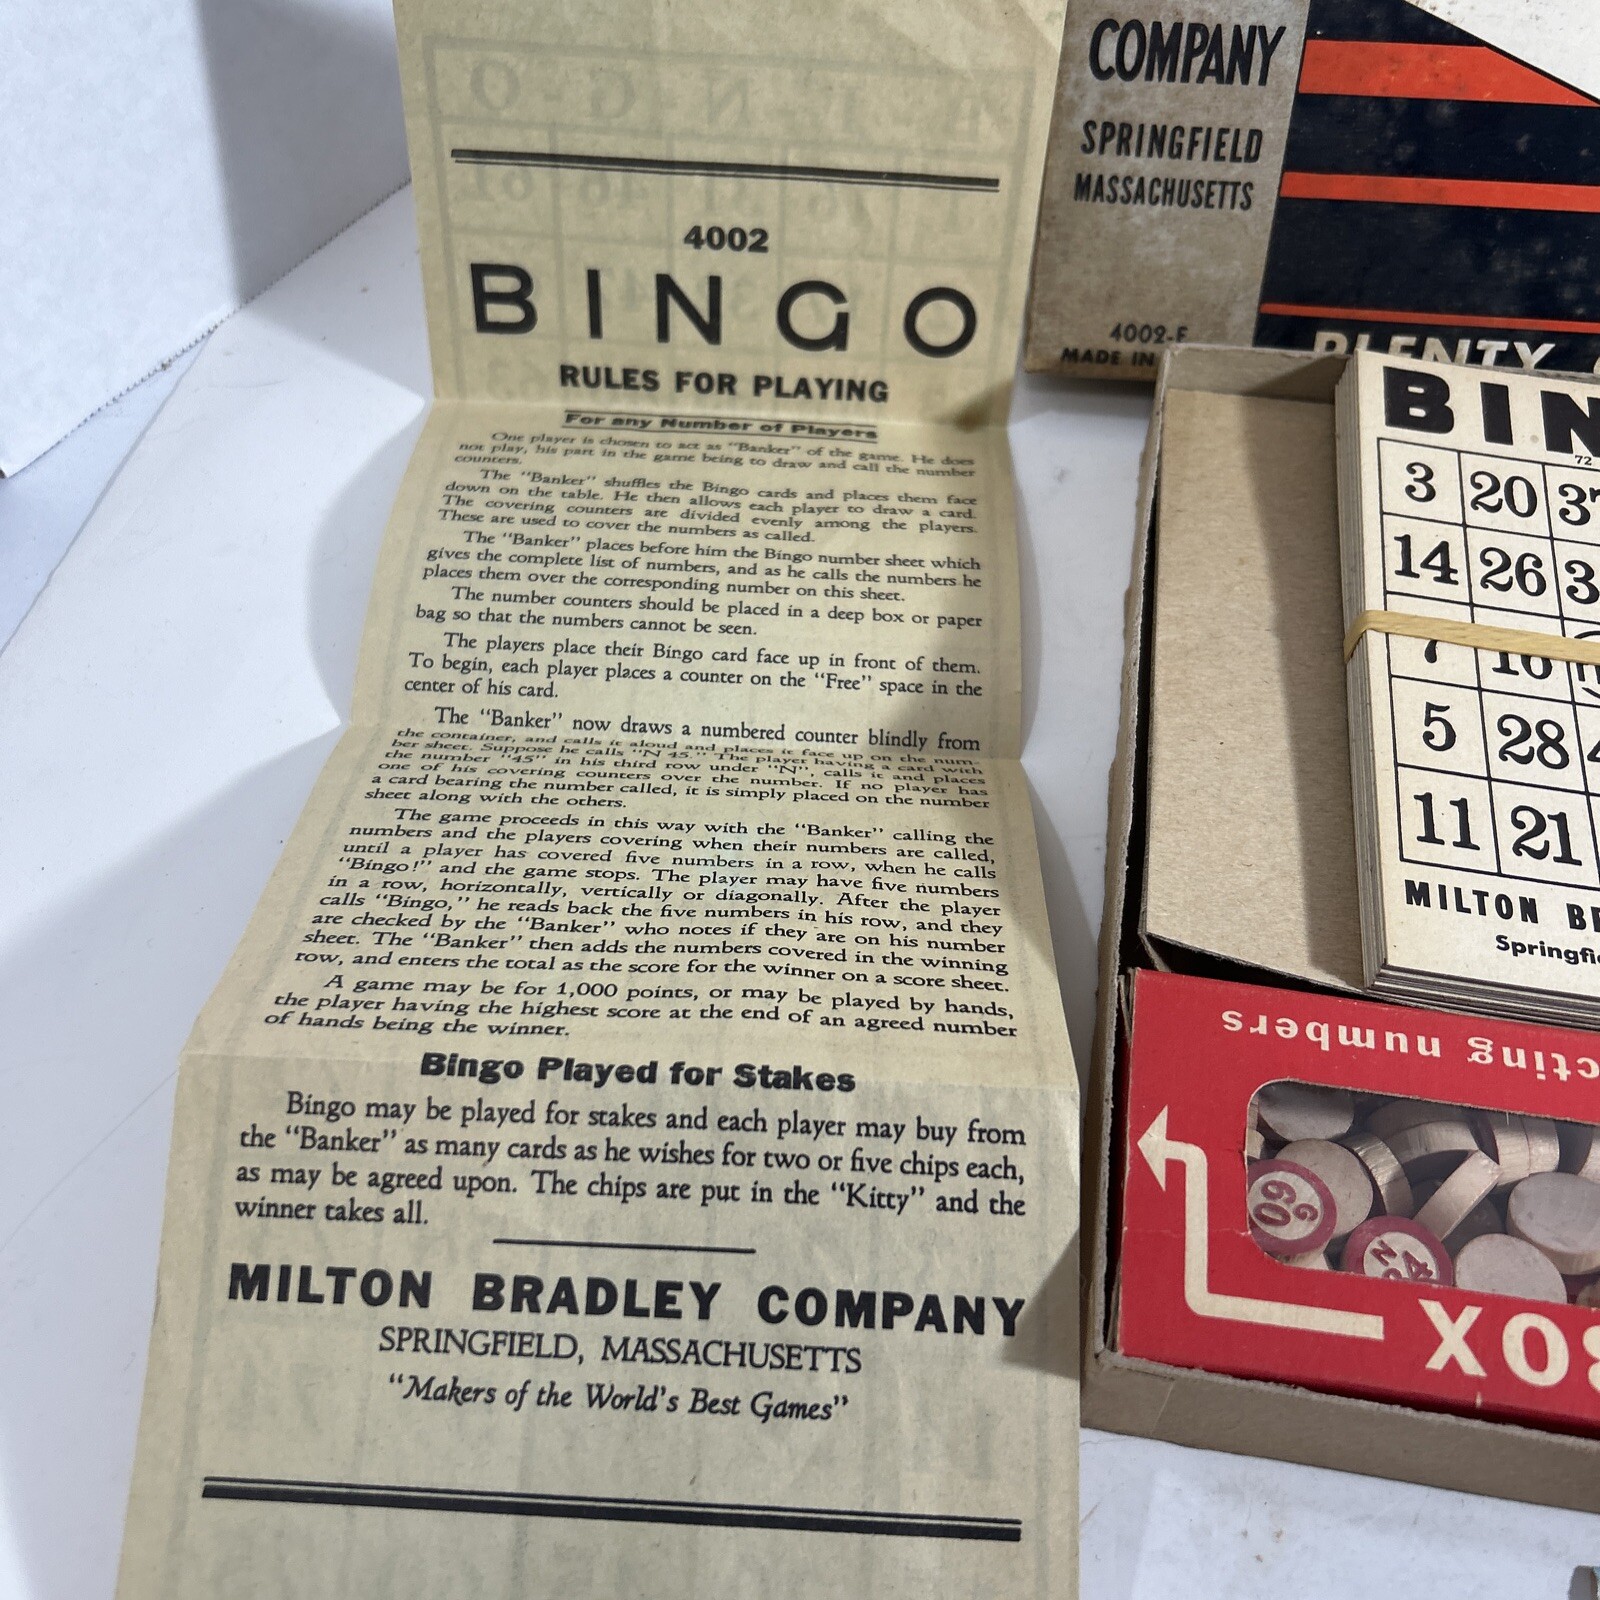 4002
BINGO
RULES FOR PLAYING
For any Number of Players
One player is chosen to act as "Banker" of the game. He does
not play, his part in the game being to draw and call the number
counters.
The "Banker" shuffles the Bingo cards and places them face
down on the table. He then allows each player to draw a card.
The covering counters are divided evenly among the players.
These are used to cover the numbers as called.
The "Banker" places before him the Bingo number sheet which
gives the complete list of numbers, and as he calls the numbers he
places them over the corresponding number on this sheet.
The number counters should be placed in a deep box or paper
bag so that the numbers cannot be seen.
The players place their Bingo card face up in front of them.
To begin, each player places a counter on the "Free" space in the
center of his card.
The "Banker" now draws a numbered counter blindly from
the container, and calls it aloud and places it face up on the num-
ber sheet. Suppose he calls "N 45." The player having a card with
the number "45" in his third row under "N", calls it and places
one of his covering counters over the number. If no player has
a card bearing the number called, it is simply placed on the number
sheet along with the others.
The game proceeds in this way with the "Banker" calling the
numbers and the players covering when their numbers are called,
until a player has covered five numbers in a row, when he calls
"Bingo!" and the game stops. The player may have five numbers
in a row, horizontally, vertically or diagonally. After the player
calls "Bingo," he reads back the five numbers in his row, and they
are checked by the "Banker" who notes if they are on his number
sheet. The "Banker" then adds the numbers covered in the winning
row, and enters the total as the score for the winner on a score sheet.
A game may be for 1,000 points, or may be played by hands,
the player having the highest score at the end of an agreed number
of hands being the winner.
Bingo Played for Stakes
Bingo may be played for stakes and each player may buy from
the "Banker" as many cards as he wishes for two or five chips each,
as may be agreed upon. The chips are put in the "Kitty" and the
winner takes all.
MILTON BRADLEY COMPANY
SPRINGFIELD, MASSACHUSETTS
"Makers of the World's Best Games"
COMPANY
SPRINGFIELD
MASSACHUSETTS
4002-F
MADE IN
PLENTY
BIN
72
3 20 37
14 26 3
7 16
5 28 4
11 21
MILTON BR
Springfie
cting numbers
G
60
N
BOX